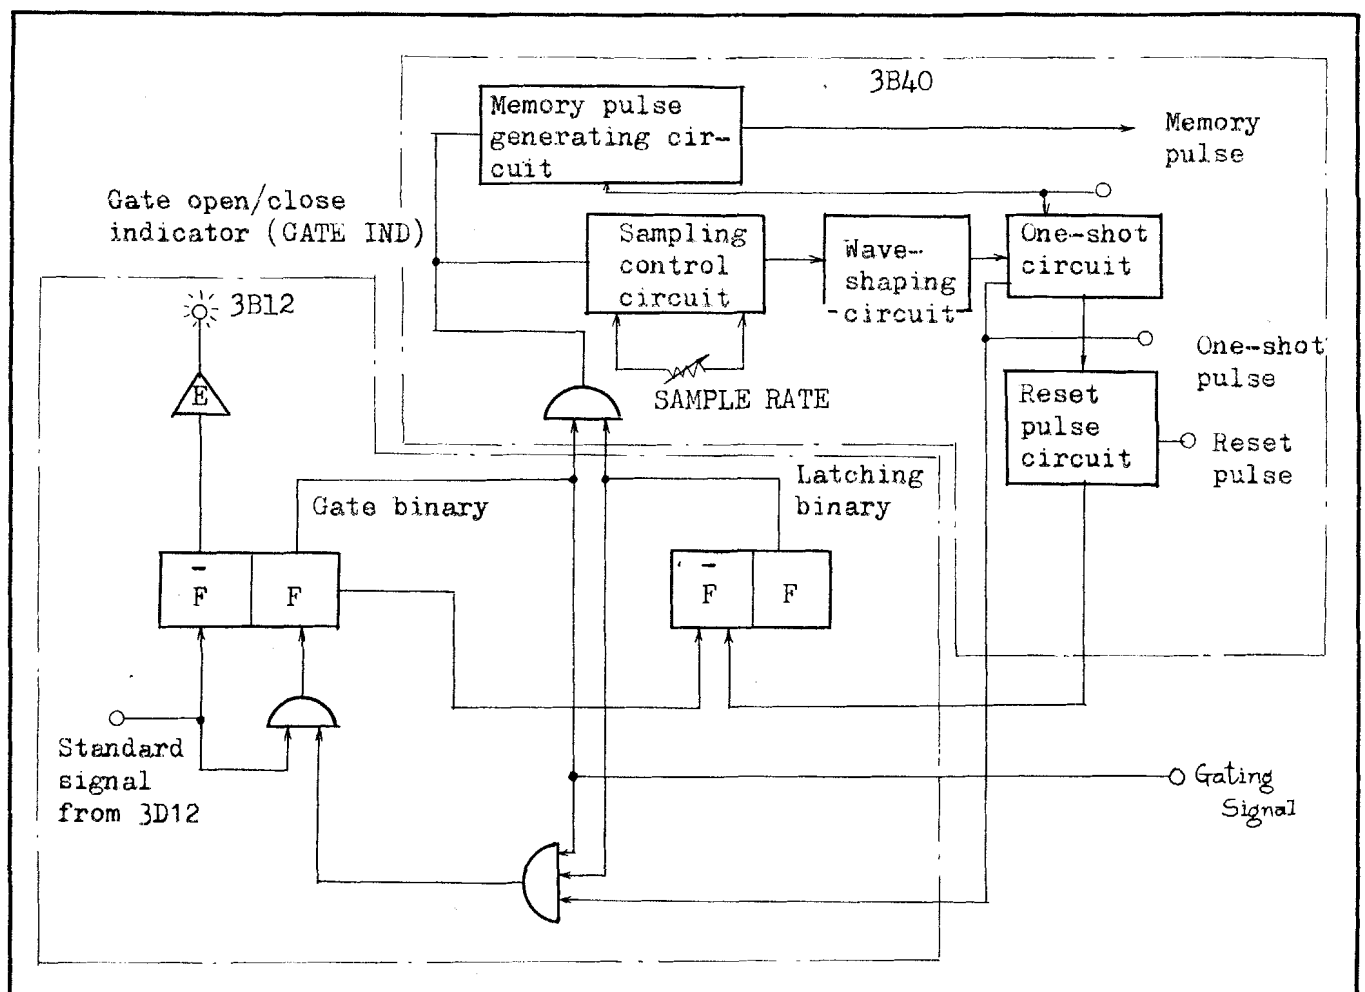 3B40
Memory pulse
generating cir-
cuit
Memory
pulse
Gate open/close
indicator (GATE IND)
Sampling
control
circuit
Wave-
shaping
circuit
One-shot
circuit
3B12
One-shot
pulse
E
SAMPLE RATE
Reset
pulse
circuit
Reset
pulse
Gate binary
Latching
binary
F
F
F
F
Standard
signal
from 3D12
Gating
Signal